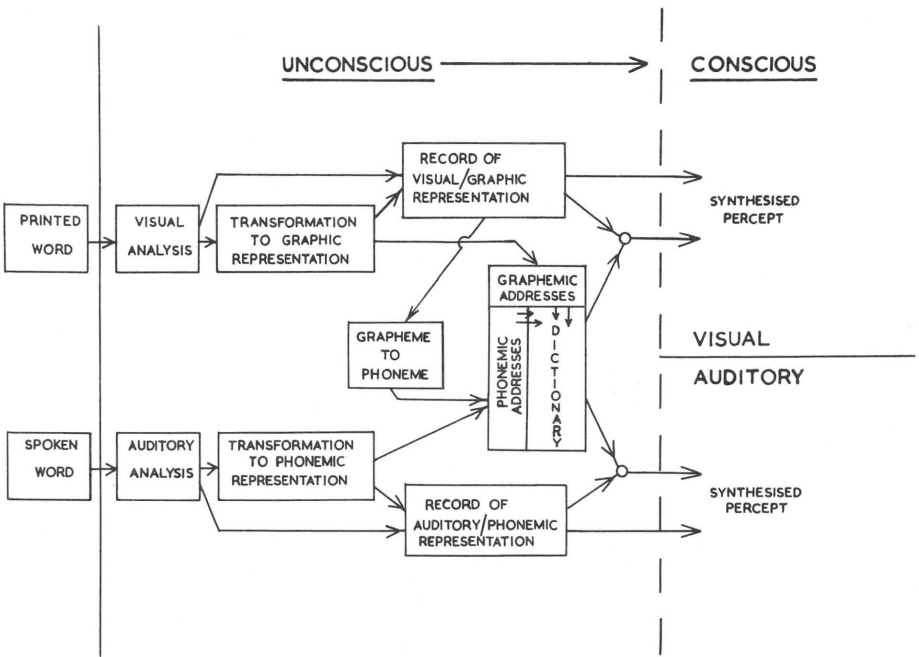 UNCONSCIOUS
CONSCIOUS
RECORD OF
VISUAL/GRAPHIC
REPRESENTATION
SYNTHESISED
PERCEPT
PRINTED
WORD
VISUAL
ANALYSIS
TRANSFORMATION
TO GRAPHIC
REPRESENTATION
GRAPHEMIC
ADDRESSES
GRAPHEME
TO
PHONEME
PHONEMIC
ADDRESSES
DICTIONARY
VISUAL
AUDITORY
SPOKEN
WORD
AUDITORY
ANALYSIS
TRANSFORMATION
TO PHONEMIC
REPRESENTATION
RECORD OF
AUDITORY/PHONEMIC
REPRESENTATION
SYNTHESISED
PERCEPT